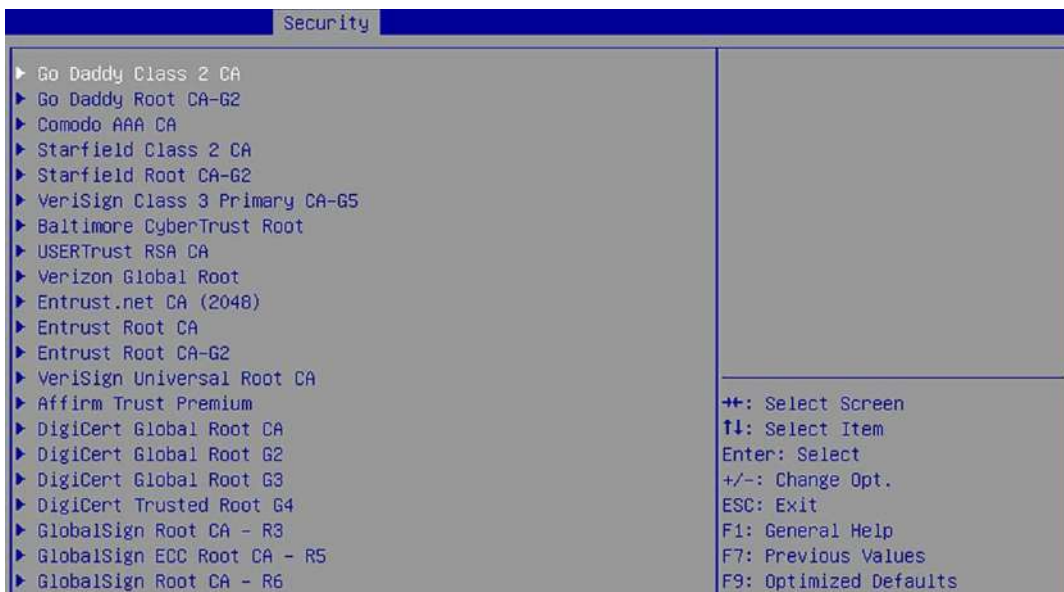 Security
Go Daddy Class 2 CA
Go Daddy Root CA-G2
Comodo AAA CA
Starfield Class 2 CA
Starfield Root CA-G2
VeriSign Class 3 Primary CA-G5
Baltimore CyberTrust Root
USERTrust RSA CA
Verizon Global Root
Entrust.net CA (2048)
Entrust Root CA
Entrust Root CA-G2
VeriSign Universal Root CA
Affirm Trust Premium
DigiCert Global Root CA
DigiCert Global Root G2
DigiCert Global Root G3
DigiCert Trusted Root G4
GlobalSign Root CA - R3
GlobalSign ECC Root CA - R5
GlobalSign Root CA - R6
→←: Select Screen
↑↓: Select Item
Enter: Select
+/-: Change Opt.
ESC: Exit
F1: General Help
F7: Previous Values
F9: Optimized Defaults